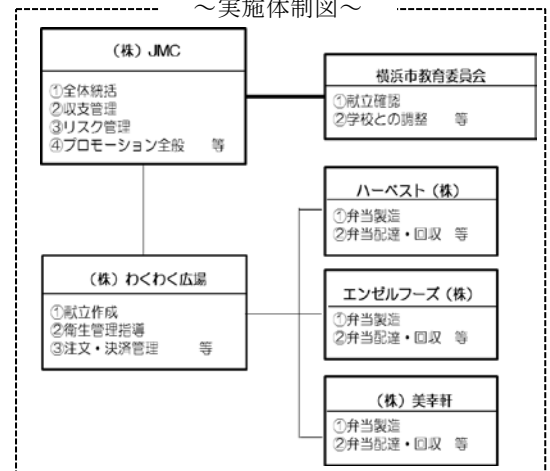 ～実施体制図～
（株）JMC
①全体統括
②収支管理
③リスク管理
④プロモーション全般　等
横浜市教育委員会
①献立確認
②学校との調整　等
ハーベスト（株）
①弁当製造
②弁当配達・回収　等
（株）わくわく広場
①献立作成
②衛生管理指導
③注文・決済管理　等
エンゼルフーズ（株）
①弁当製造
②弁当配達・回収　等
（株）美幸軒
①弁当製造
②弁当配達・回収　等